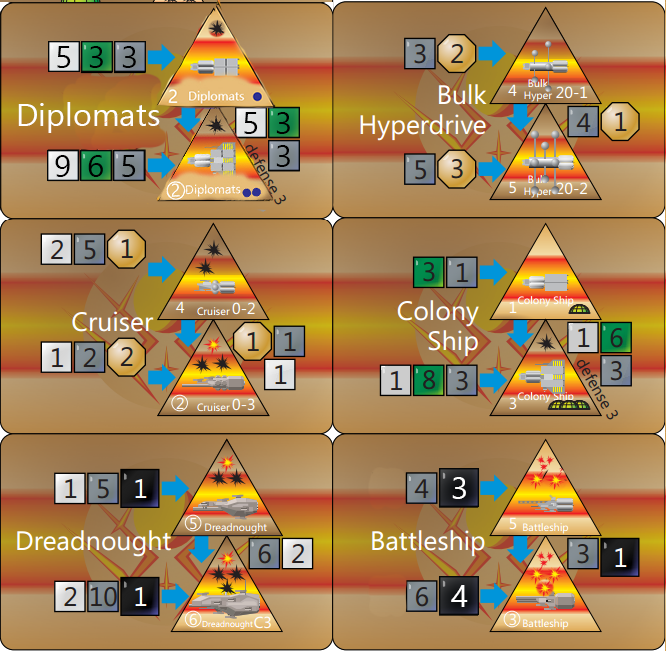 5 3 3
2 Diplomats
Diplomats
5 3
3
9 6 5
2 Diplomats
defense 3
3 2
4 Bulk
Hyper 20-1
Bulk
Hyperdrive
4 1
5 3
5 Bulk
Hyper 20-2
2 5 1
4 Cruiser 0-2
Cruiser
1 1
1
1 2 2
2 Cruiser 0-3
3 1
1 Colony Ship
Colony
Ship
1 6
3
1 8 3
3 Colony Ship
defense 3
1 5 1
5 Dreadnought
Dreadnought
6 2
2 10 1
6 Dreadnought C3
4 3
5 Battleship
Battleship
3 1
6 4
3 Battleship